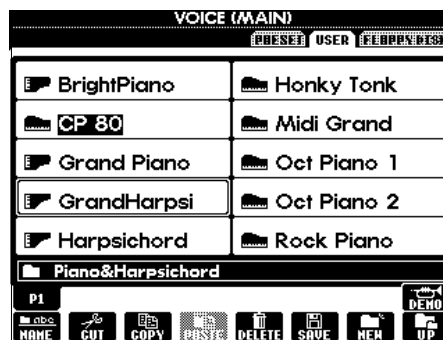 VOICE (MAIN)
PRESET USER FLOPPY DISK
BrightPiano Honky Tonk
CP 80 Midi Grand
Grand Piano Oct Piano 1
GrandHarpsi Oct Piano 2
Harpsichord Rock Piano
Piano&Harpsichord
P1 DEMO
abc
NAME CUT COPY PASTE DELETE SAVE NEW UP